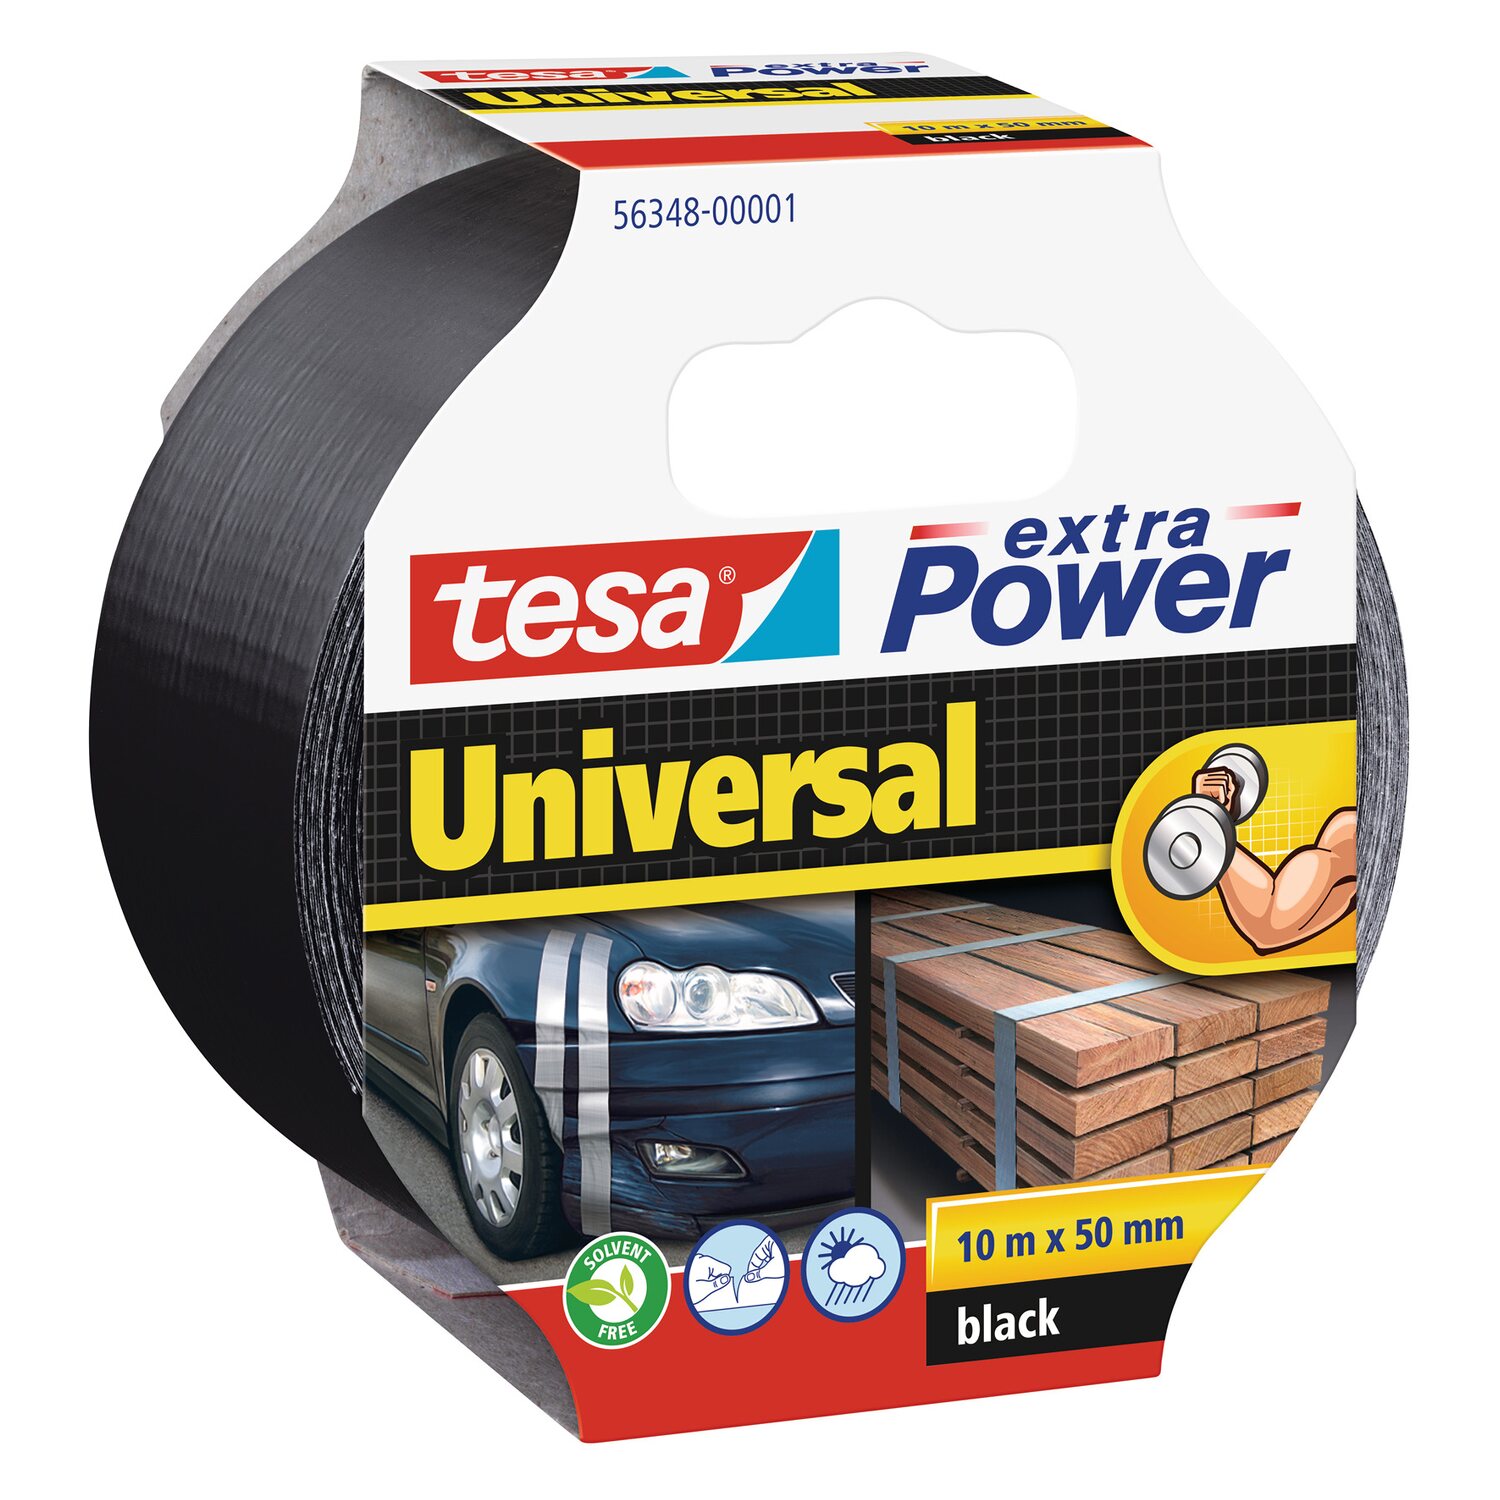 tesa® extra
Power
Universal
10 m x 50 mm
black
56348-00001
tesa® extra
Power
Universal
SOLVENT
FREE
10 m x 50 mm
black